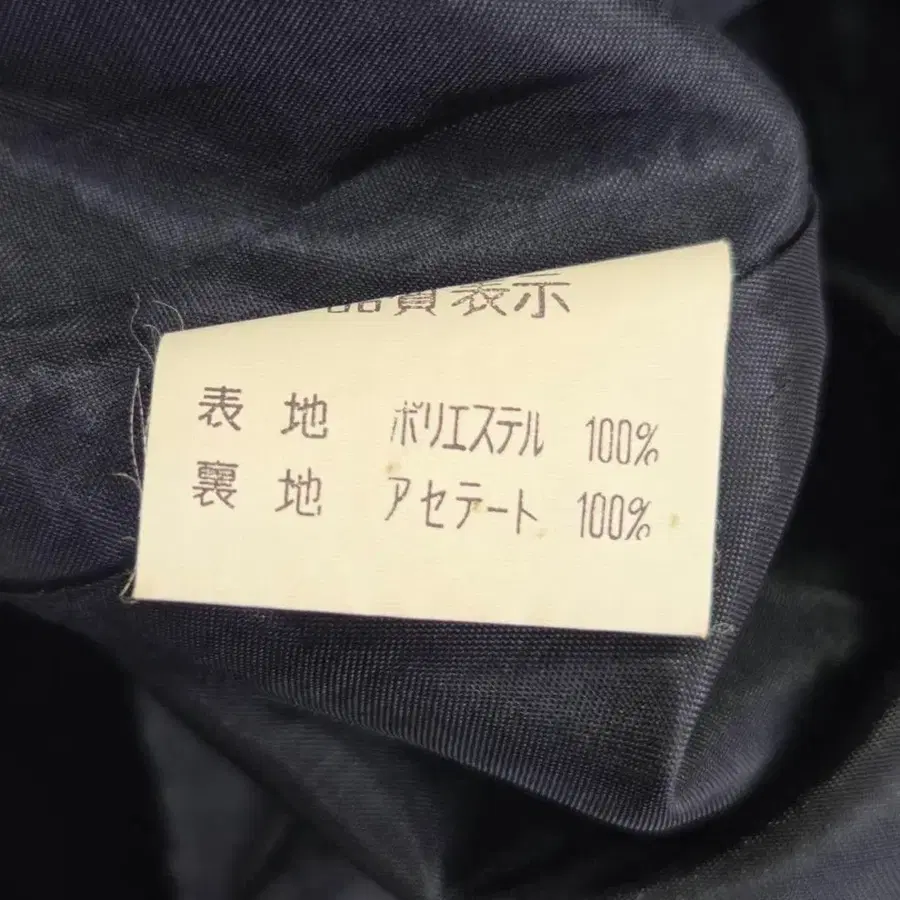 品質表示
表地 ポリエステル 100%
裏地 アセテート 100%